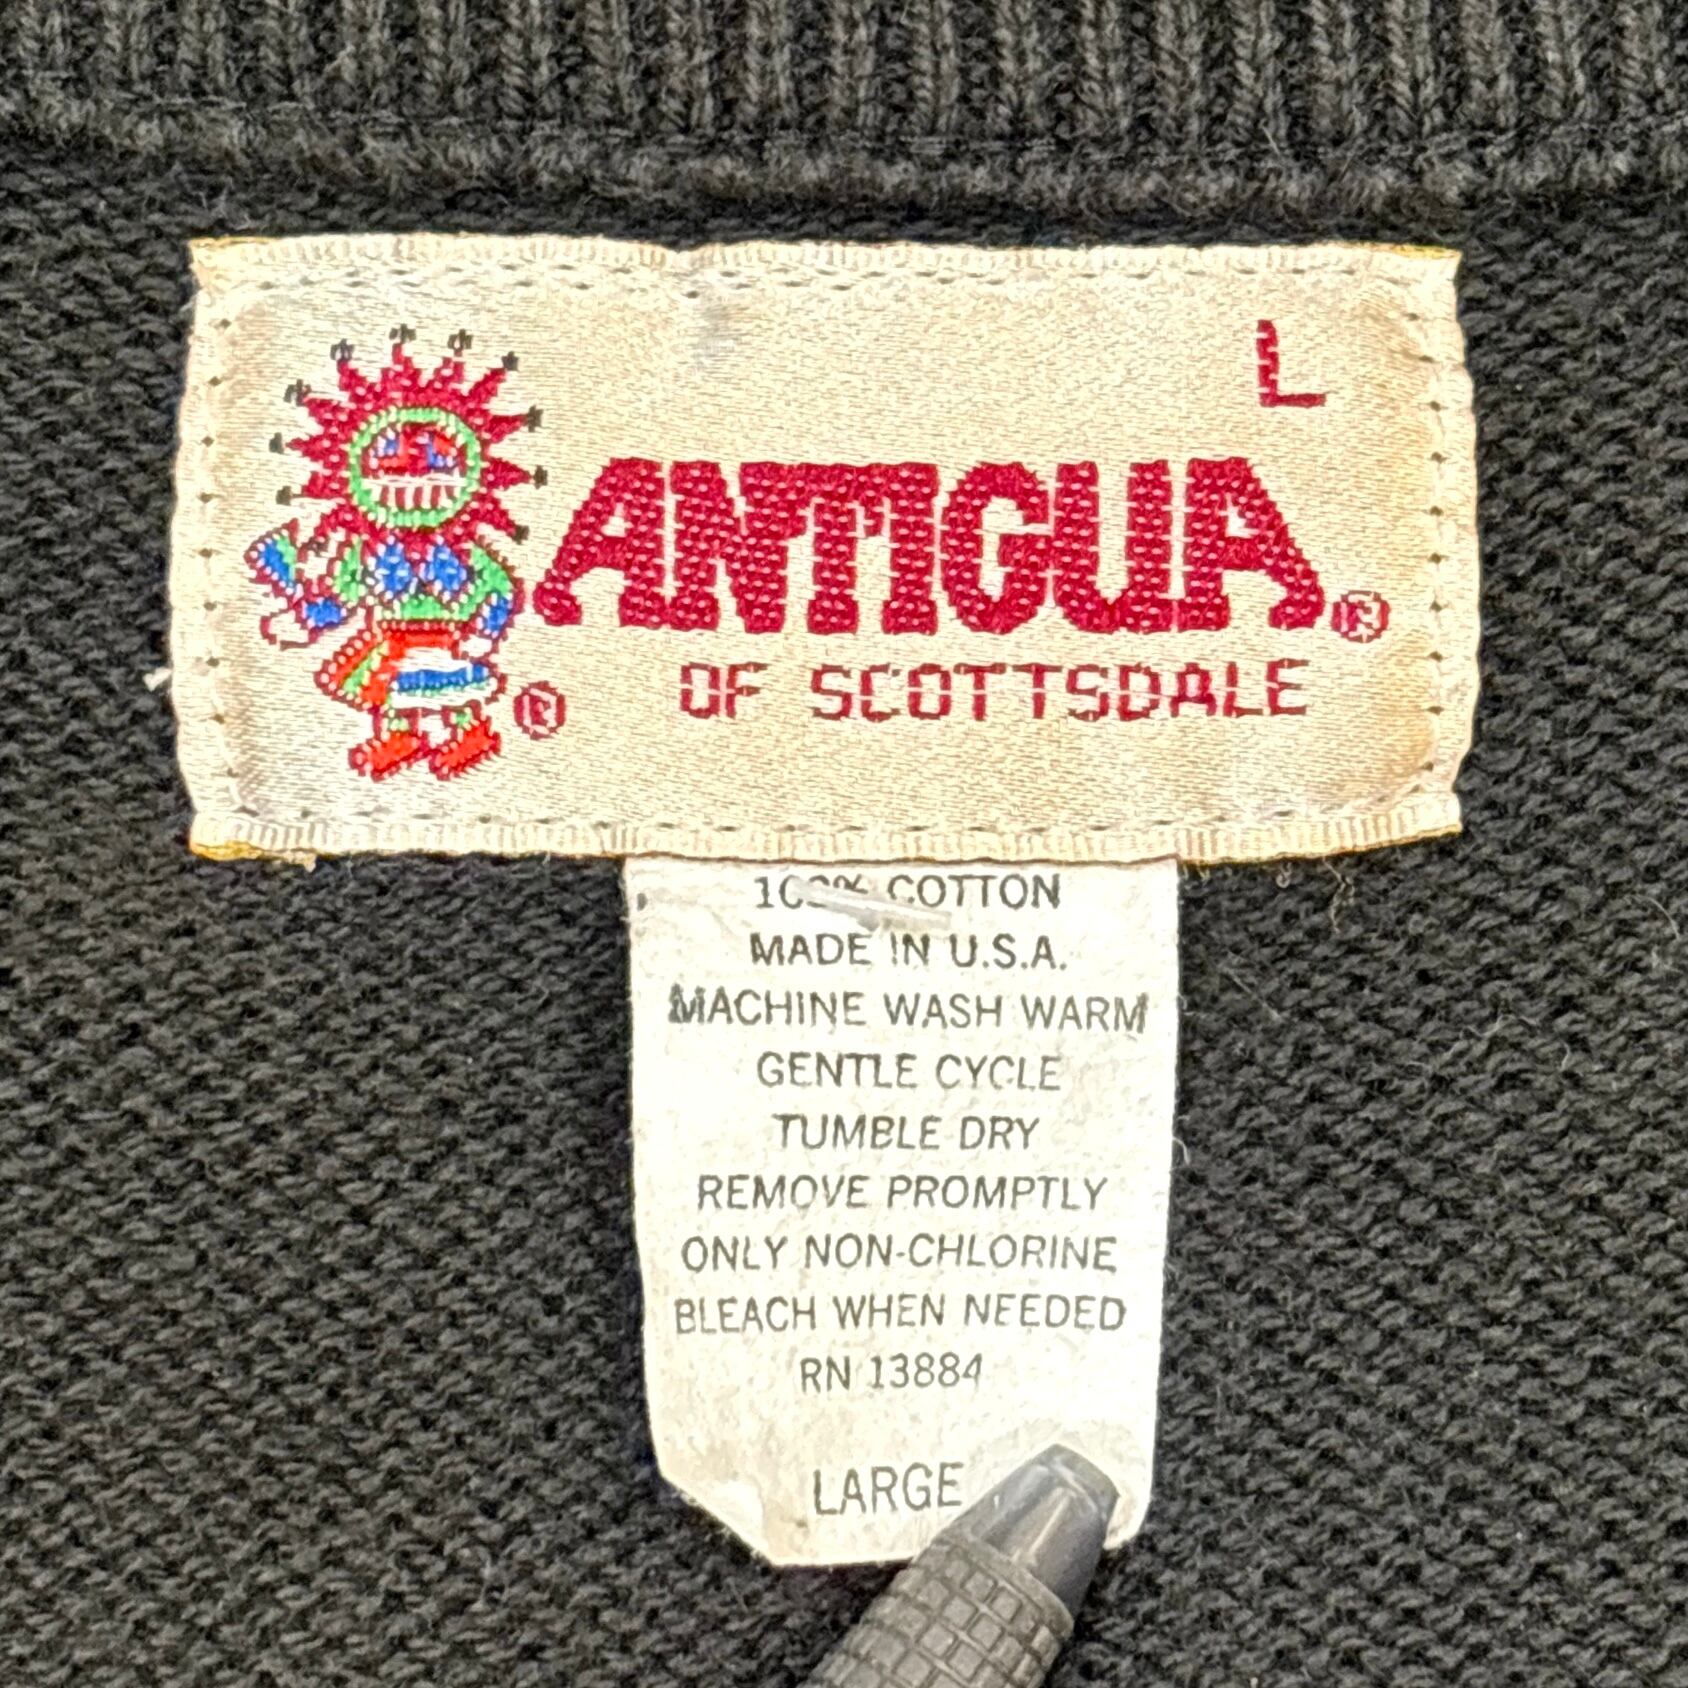 L
ANTIGUA®
OF SCOTTSDALE
®
100% COTTON
MADE IN U.S.A.
MACHINE WASH WARM
GENTLE CYCLE
TUMBLE DRY
REMOVE PROMPTLY
ONLY NON-CHLORINE
BLEACH WHEN NEEDED
RN 13884
LARGE